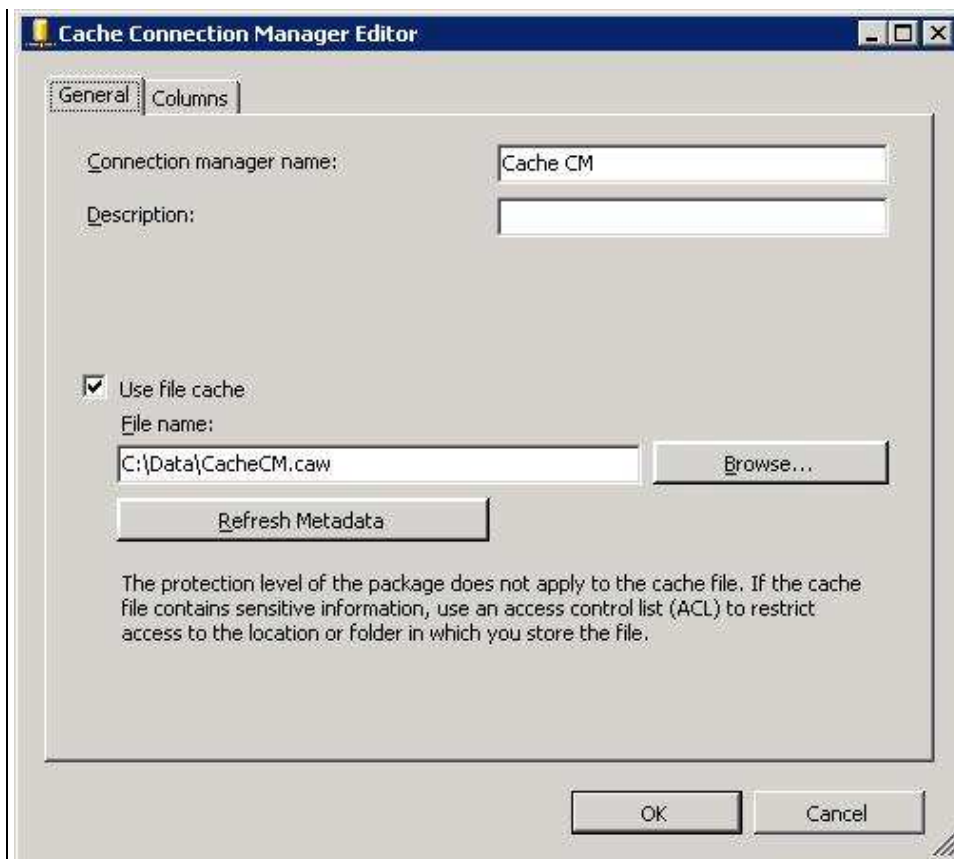 Cache Connection Manager Editor
General Columns
Connection manager name: Cache CM
Description:
Use file cache
File name:
C:\Data\CacheCM.caw Browse...
Refresh Metadata
The protection level of the package does not apply to the cache file. If the cache
file contains sensitive information, use an access control list (ACL) to restrict
access to the location or folder in which you store the file.
OK Cancel